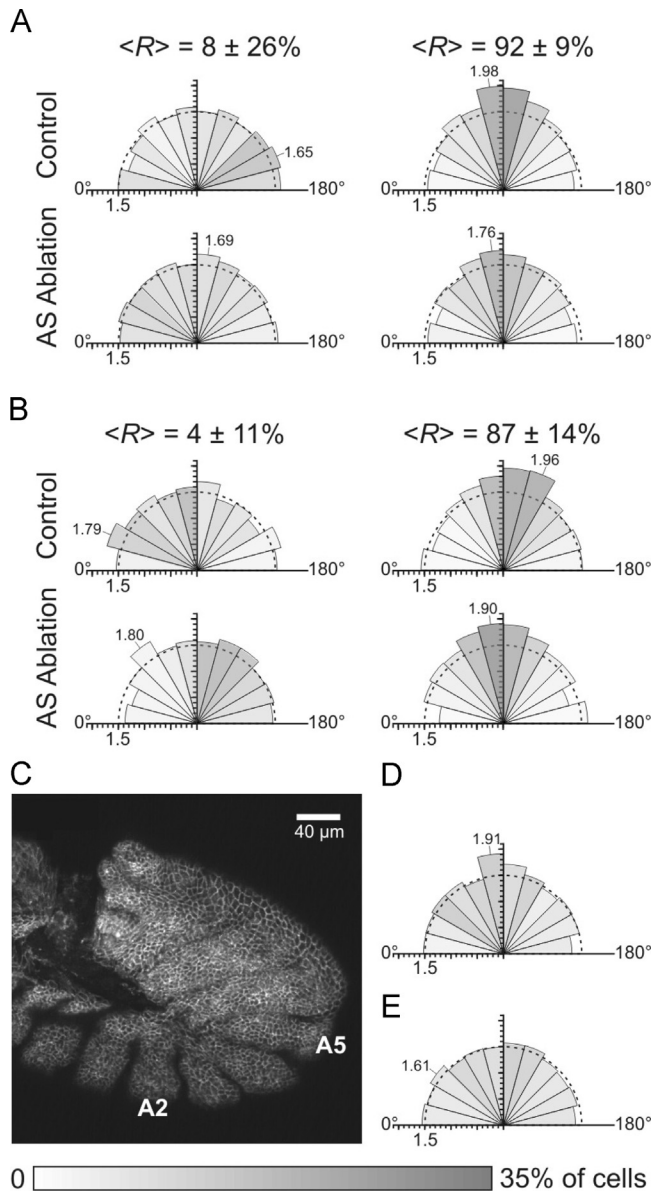 A
<R> = 8 ± 26%
<R> = 92 ± 9%
Control
1.65
0°
180°
1.5
1.98
0°
180°
1.5
AS Ablation
1.69
0°
180°
1.5
1.76
0°
180°
1.5
B
<R> = 4 ± 11%
<R> = 87 ± 14%
Control
1.79
0°
180°
1.5
1.96
0°
180°
1.5
AS Ablation
1.80
0°
180°
1.5
1.90
0°
180°
1.5
C
40 µm
A2
A5
D
1.91
0°
180°
1.5
E
1.61
0°
180°
1.5
0
35% of cells